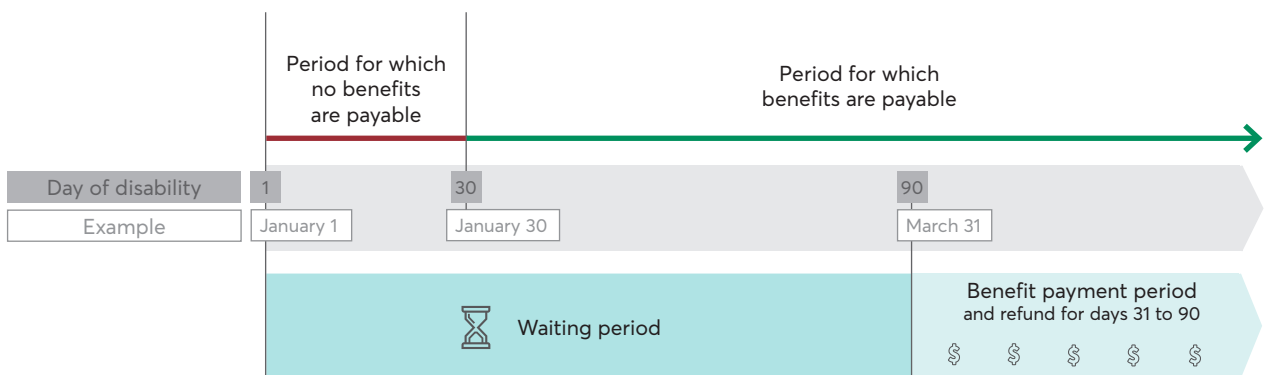 Period for which
no benefits
are payable
Period for which
benefits are payable
Day of disability
1
30
90
Example
January 1
January 30
March 31
Waiting period
Benefit payment period
and refund for days 31 to 90
$ $ $ $ $